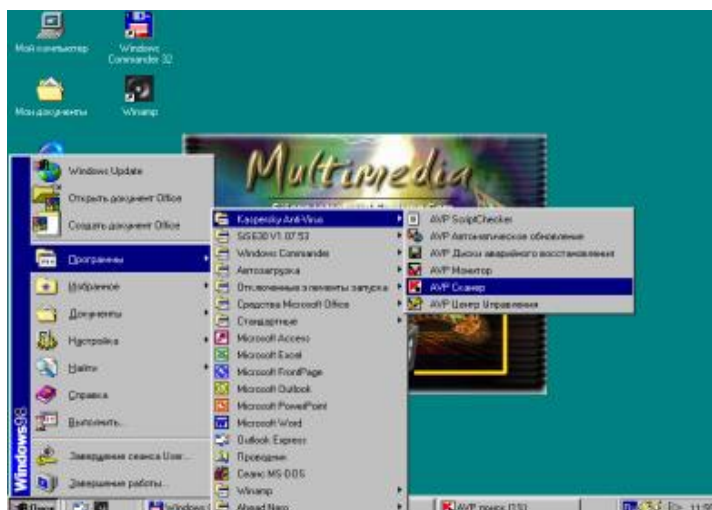 Мой компьютер
Windows Commander 32
Мои документы
Winamp
Multimedia
Windows Update
Открыть документ Office
Создать документ Office
Программы
Избранное
Документы
Настройка
Найти
Справка
Выполнить...
Завершение сеанса User...
Завершение работы...
Windows98
Kaspersky Anti-Virus
SiSE30 V1.07.53
Windows Commander
Автозагрузка
Отключенные элементы запуска
Средства Microsoft Office
Стандартные
Microsoft Access
Microsoft Excel
Microsoft FrontPage
Microsoft Outlook
Microsoft PowerPoint
Microsoft Word
Outlook Express
Проводник
Сеанс MS-DOS
Winamp
Ahead Nero
AVP ScriptChecker
AVP Автоматическое обновление
AVP Диски аварийного восстановления
AVP Монитор
AVP Сканер
AVP Центр Управления
Пуск
Windows
AVP поиск